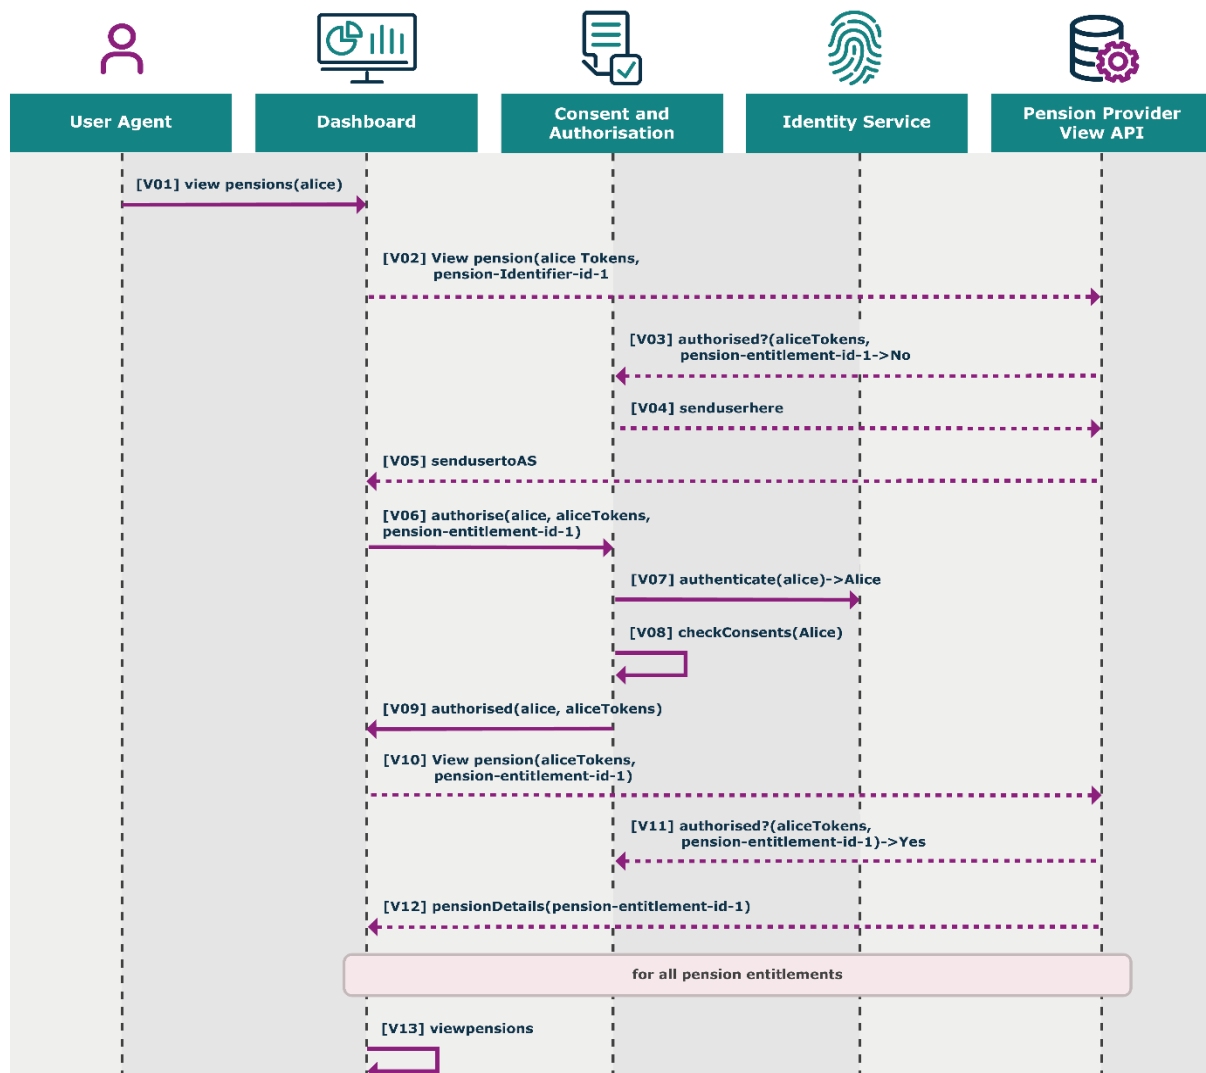 User Agent
Dashboard
Consent and
Authorisation
Identity Service
Pension Provider
View API
[V01] view pensions(alice)
[V02] View pension(alice Tokens,
pension-Identifier-id-1
[V03] authorised?(aliceTokens,
pension-entitlement-id-1->No
[V04] senduserhere
[V05] sendusertoAS
[V06] authorise(alice, aliceTokens,
pension-entitlement-id-1)
[V07] authenticate(alice)->Alice
[V08] checkConsents(Alice)
[V09] authorised(alice, aliceTokens)
[V10] View pension(aliceTokens,
pension-entitlement-id-1)
[V11] authorised?(aliceTokens,
pension-entitlement-id-1)->Yes
[V12] pensionDetails(pension-entitlement-id-1)
for all pension entitlements
[V13] viewpensions